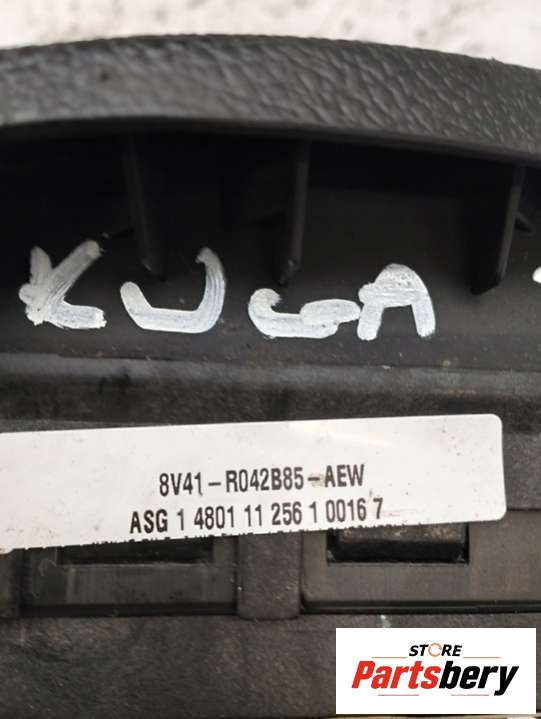 KUGA
8V41-R042B85-AEW
ASG 1 4801 11 256 1 0016 7
STORE
Partsbery